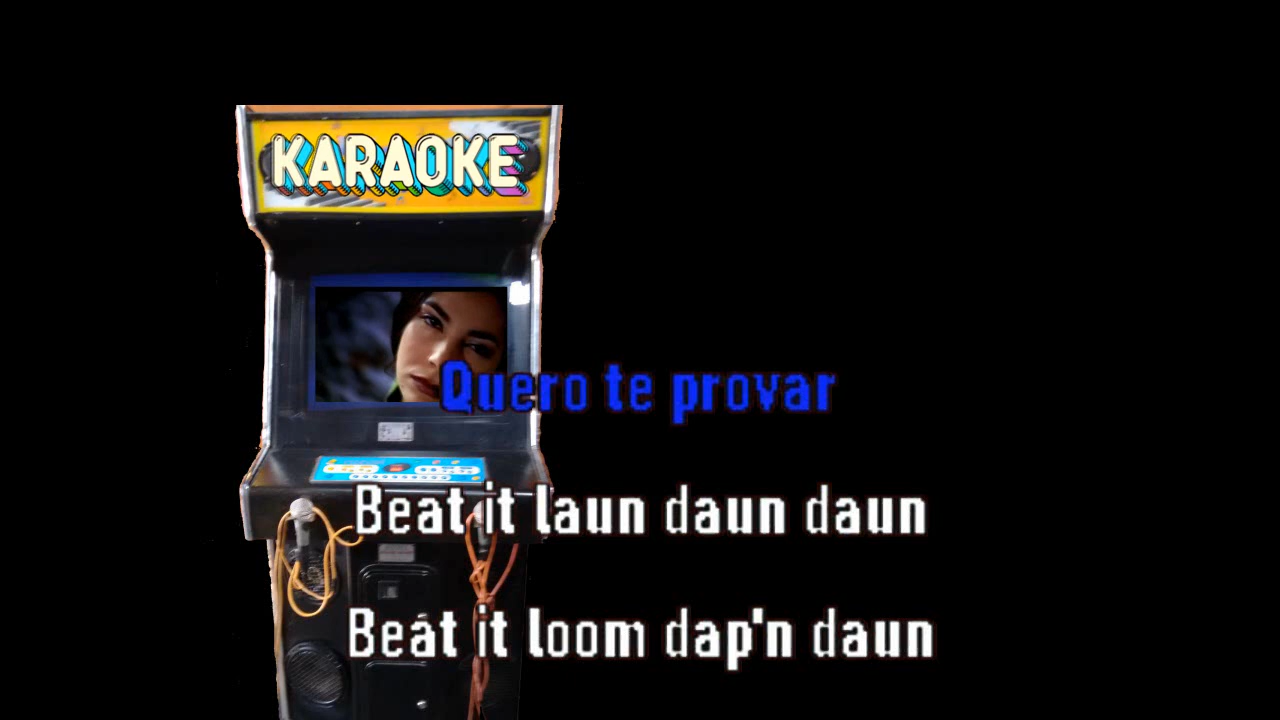 KARAOKE
Quero te provar
Beat it laun daun daun
Beat it loom dap'n daun